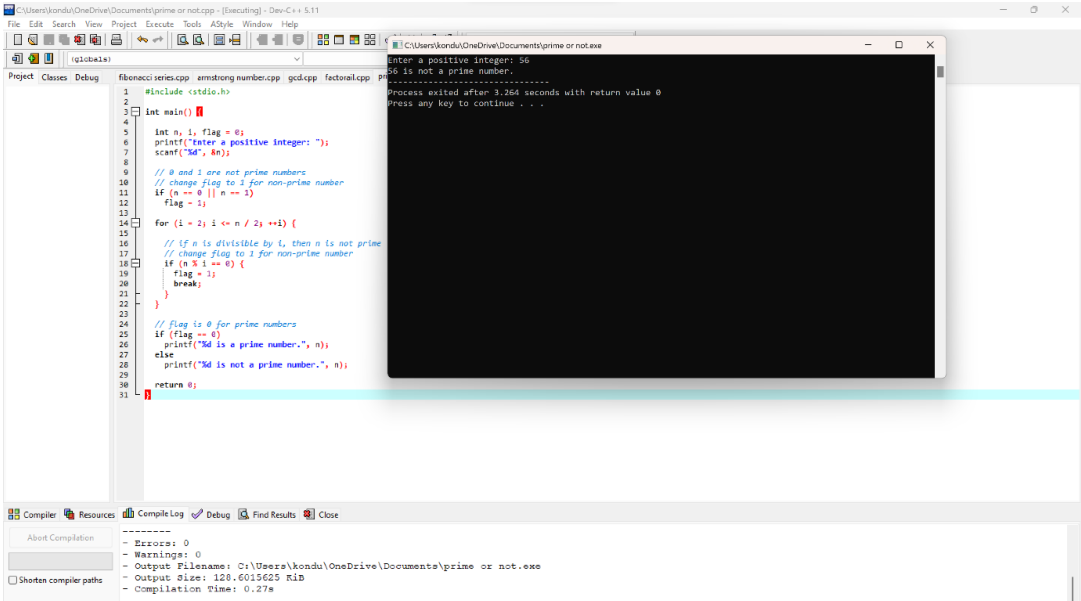 C:\Users\kondu\OneDrive\Documents\prime or not.cpp - [Executing] - Dev-C++ 5.11
File Edit Search View Project Execute Tools AStyle Window Help
(globals)
Project Classes Debug
fibonacci series.cpp armstrong number.cpp gcd.cpp factorail.cpp
1 #include <stdio.h>
2
3 int main() {
4
5 int n, i, flag = 0;
6 printf("Enter a positive integer: ");
7 scanf("%d", &n);
8
9 // 0 and 1 are not prime numbers
10 // change flag to 1 for non-prime number
11 if (n == 0 || n == 1)
12 flag = 1;
13
14 for (i = 2; i <= n / 2; ++i) {
15
16 // if n is divisible by i, then n is not prime
17 // change flag to 1 for non-prime number
18 if (n % i == 0) {
19 flag = 1;
20 break;
21 }
22 }
23
24 // flag is 0 for prime numbers
25 if (flag == 0)
26 printf("%d is a prime number.", n);
27 else
28 printf("%d is not a prime number.", n);
29
30 return 0;
31 }
C:\Users\kondu\OneDrive\Documents\prime or not.exe
Enter a positive integer: 56
56 is not a prime number.
--------------------------------
Process exited after 3.264 seconds with return value 0
Press any key to continue . . .
Compiler Resources Compile Log Debug Find Results Close
Abort Compilation
Shorten compiler paths
--------
- Errors: 0
- Warnings: 0
- Output Filename: C:\Users\kondu\OneDrive\Documents\prime or not.exe
- Output Size: 128.6015625 KiB
- Compilation Time: 0.27s